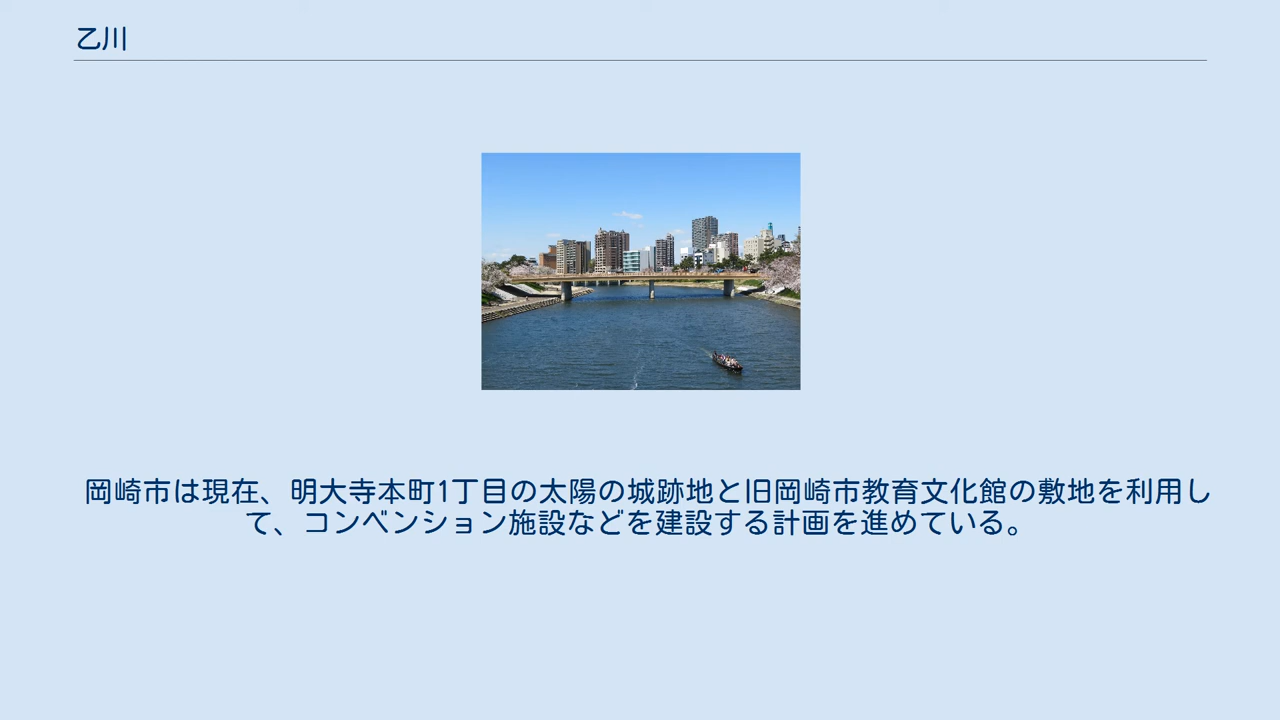 乙川
岡崎市は現在、明大寺本町1丁目の太陽の城跡地と旧岡崎市教育文化館の敷地を利用し
て、コンベンション施設などを建設する計画を進めている。